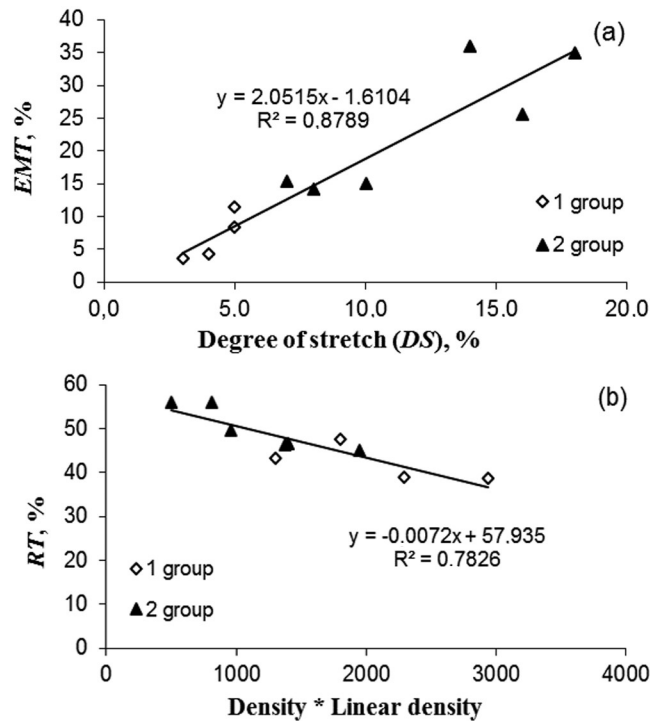 (a)
40
35
30
25
20
15
10
5
0
EMT, %
y = 2.0515x - 1.6104
R² = 0,8789
1 group
2 group
0,0 5.0 10.0 15.0 20.0
Degree of stretch (DS), %
(b)
60
50
40
30
20
10
0
RT, %
y = -0.0072x + 57.935
R² = 0.7826
1 group
2 group
0 1000 2000 3000 4000
Density * Linear density